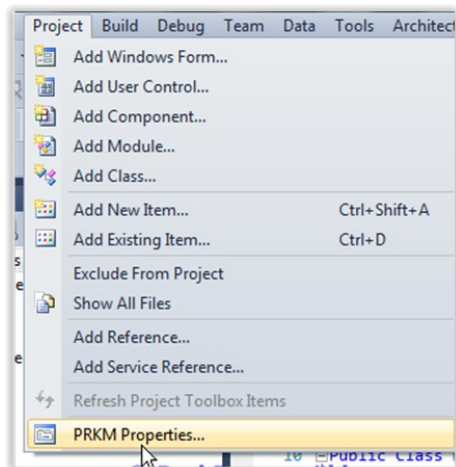 Project Build Debug Team Data Tools Architect
Add Windows Form...
Add User Control...
Add Component...
Add Module...
Add Class...
Add New Item... Ctrl+Shift+A
Add Existing Item... Ctrl+D
Exclude From Project
Show All Files
Add Reference...
Add Service Reference...
Refresh Project Toolbox Items
PRKM Properties...
10 Public Class